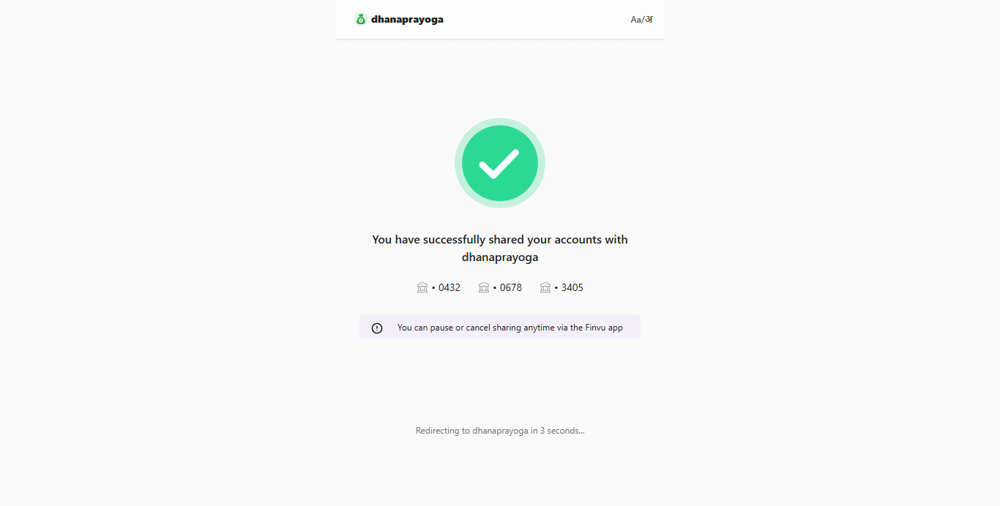 dhanaprayoga
Aa/अ
You have successfully shared your accounts with
dhanaprayoga
• 0432 • 0678 • 3405
You can pause or cancel sharing anytime via the Finvu app
Redirecting to dhanaprayoga in 3 seconds...